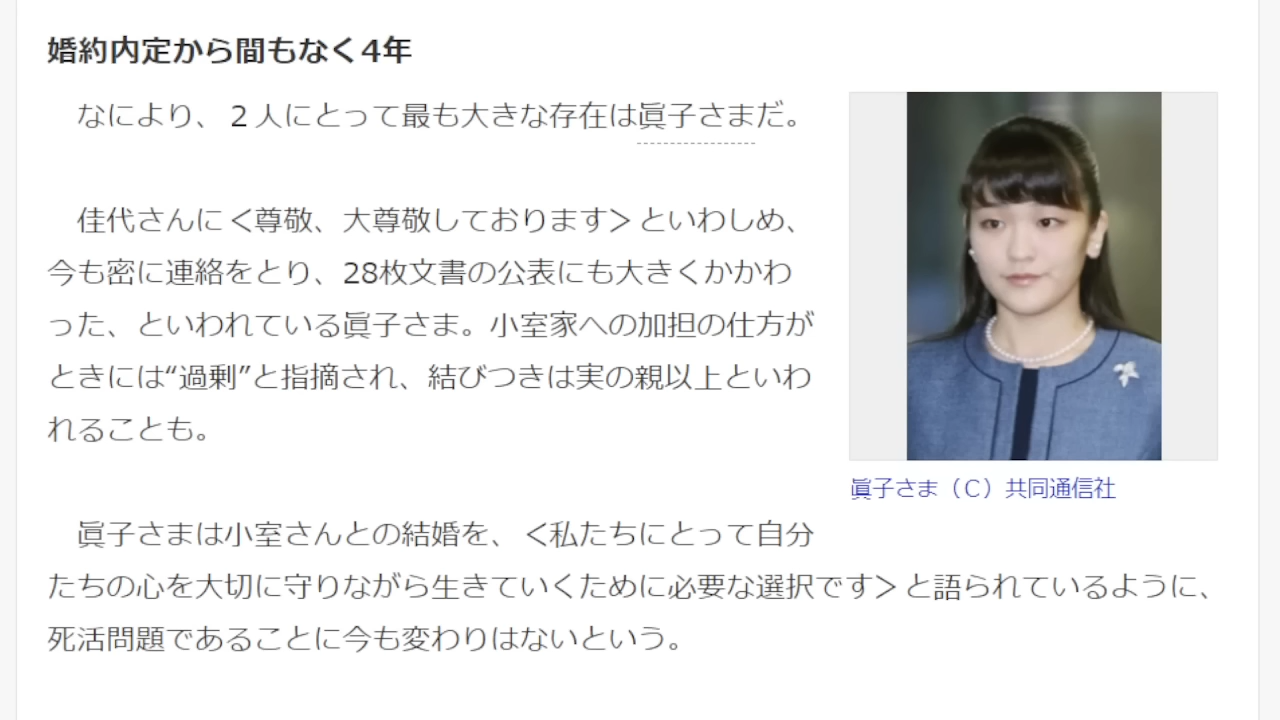 婚約内定から間もなく4年
なにより、２人にとって最も大きな存在は眞子さまだ。
佳代さんに＜尊敬、大尊敬しております＞といわしめ、
今も密に連絡をとり、28枚文書の公表にも大きくかかわ
った、といわれている眞子さま。小室家への加担の仕方が
ときには“過剰”と指摘され、結びつきは実の親以上といわ
れることも。
眞子さま（Ｃ）共同通信社
眞子さまは小室さんとの結婚を、＜私たちにとって自分
たちの心を大切に守りながら生きていくために必要な選択です＞と語られているように、
死活問題であることに今も変わりはないという。